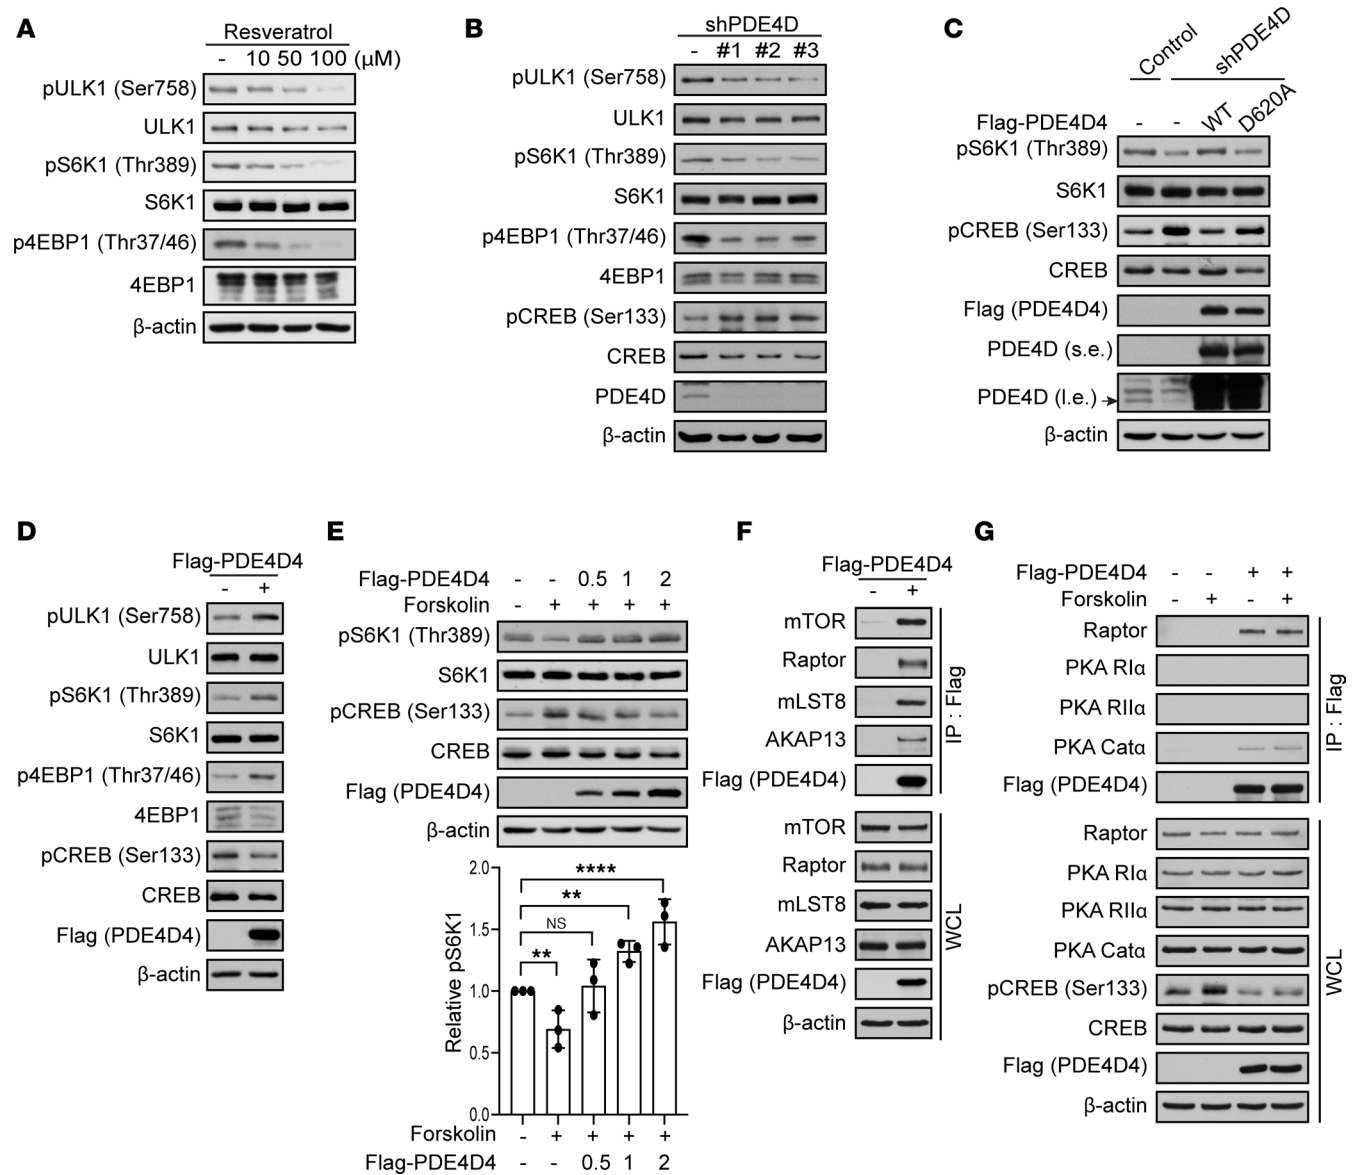 A
Resveratrol
- 10 50 100 (μM)
pULK1 (Ser758)
ULK1
pS6K1 (Thr389)
S6K1
p4EBP1 (Thr37/46)
4EBP1
β-actin
B
shPDE4D
- #1 #2 #3
pULK1 (Ser758)
ULK1
pS6K1 (Thr389)
S6K1
p4EBP1 (Thr37/46)
4EBP1
pCREB (Ser133)
CREB
PDE4D
β-actin
C
Control shPDE4D
Flag-PDE4D4 - - WT D620A
pS6K1 (Thr389)
S6K1
pCREB (Ser133)
CREB
Flag (PDE4D4)
PDE4D (s.e.)
PDE4D (l.e.)
β-actin
D
Flag-PDE4D4
- +
pULK1 (Ser758)
ULK1
pS6K1 (Thr389)
S6K1
p4EBP1 (Thr37/46)
4EBP1
pCREB (Ser133)
CREB
Flag (PDE4D4)
β-actin
E
Flag-PDE4D4 - - 0.5 1 2
Forskolin - + + + +
pS6K1 (Thr389)
S6K1
pCREB (Ser133)
CREB
Flag (PDE4D4)
β-actin
Relative pS6K1
2.0
1.5
1.0
0.5
0.0
****
**
NS
**
Forskolin - + + + +
Flag-PDE4D4 - - 0.5 1 2
F
Flag-PDE4D4
- +
mTOR
Raptor
mLST8
AKAP13
Flag (PDE4D4)
IP : Flag
mTOR
Raptor
mLST8
AKAP13
Flag (PDE4D4)
β-actin
WCL
G
Flag-PDE4D4 - - + +
Forskolin - + - +
Raptor
PKA RIα
PKA RIIα
PKA Catα
Flag (PDE4D4)
IP : Flag
Raptor
PKA RIα
PKA RIIα
PKA Catα
pCREB (Ser133)
CREB
Flag (PDE4D4)
β-actin
WCL